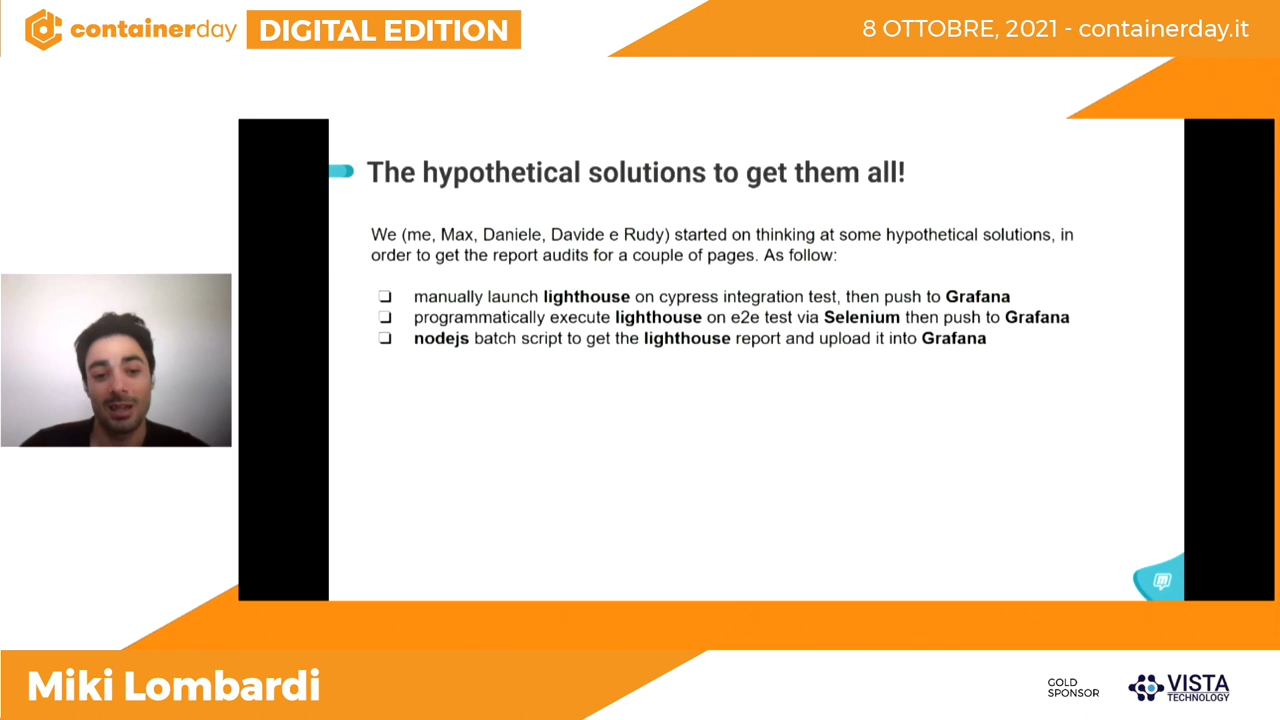 containerday DIGITAL EDITION
8 OTTOBRE, 2021 - containerday.it
The hypothetical solutions to get them all!
We (me, Max, Daniele, Davide e Rudy) started on thinking at some hypothetical solutions, in
order to get the report audits for a couple of pages. As follow:
❏ manually launch lighthouse on cypress integration test, then push to Grafana
❏ programmatically execute lighthouse on e2e test via Selenium then push to Grafana
❏ nodejs batch script to get the lighthouse report and upload it into Grafana
m
Miki Lombardi
GOLD
SPONSOR
VISTA
TECHNOLOGY